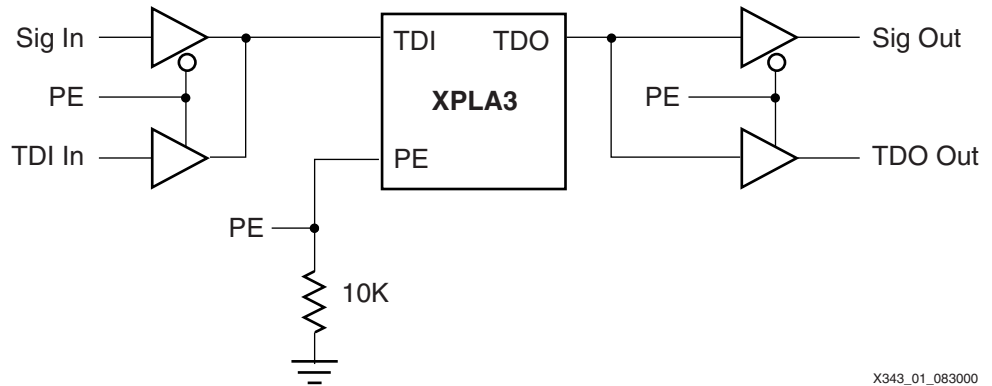 Sig In
TDI
TDO
Sig Out
PE
XPLA3
PE
TDI In
PE
TDO Out
PE
10K
X343_01_083000